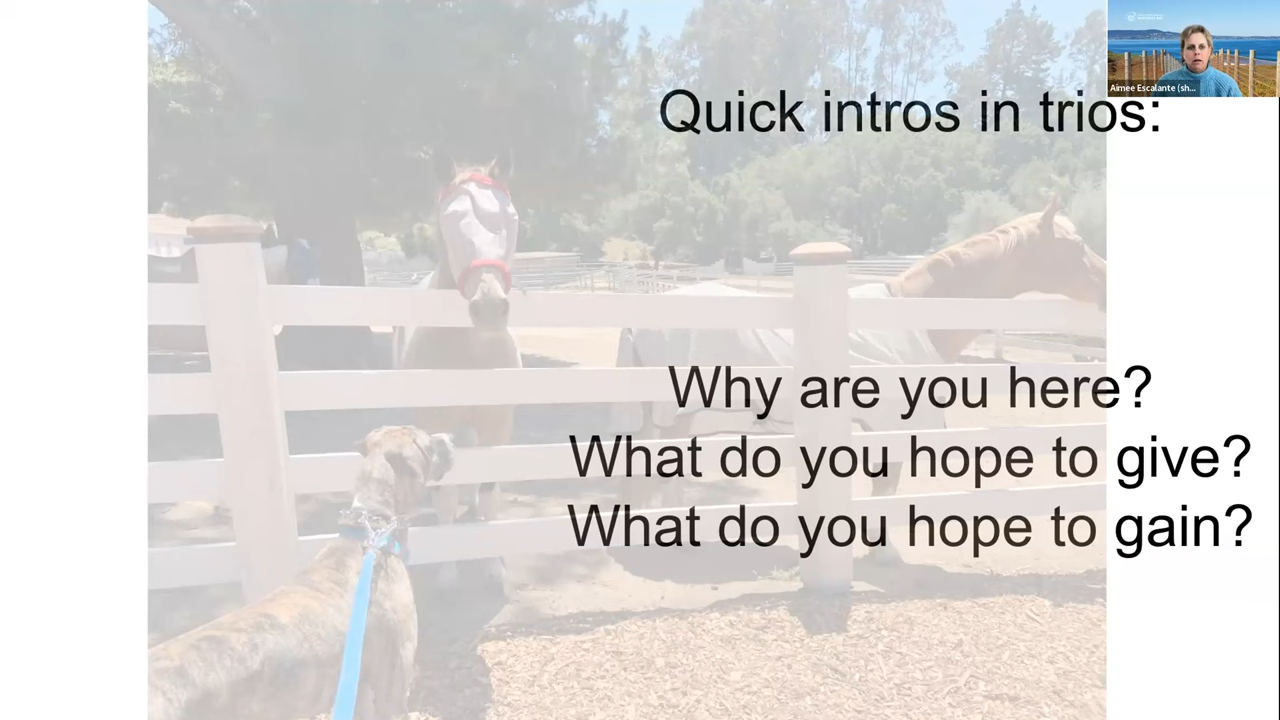 Quick intros in trios:
Aimee Escalante (sh...
Why are you here?
What do you hope to give?
What do you hope to gain?